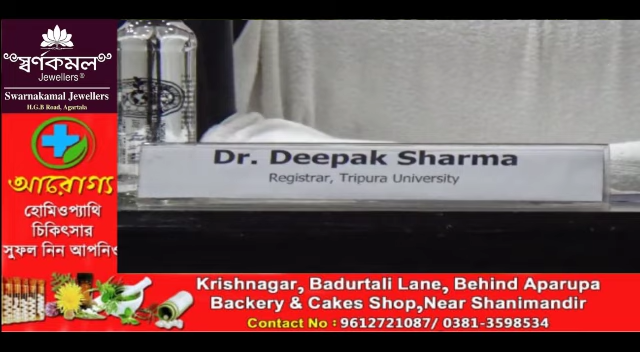 স্বর্ণকমল
Jewellers®
Swarnakamal Jewellers
H.G.B Road, Agartala
আরোগ্য
হোমিওপ্যাথি
চিকিৎসার
সুফল নিন আপনিও
Dr. Deepak Sharma
Registrar, Tripura University
Krishnagar, Badurtali Lane, Behind Aparupa
Backery & Cakes Shop,Near Shanimandir
Contact No : 9612721087/ 0381-3598534